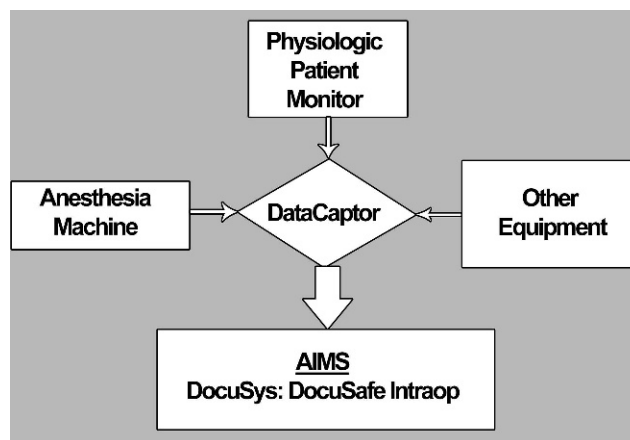 Physiologic
Patient
Monitor
Anesthesia
Machine
DataCaptor
Other
Equipment
AIMS
DocuSys: DocuSafe Intraop